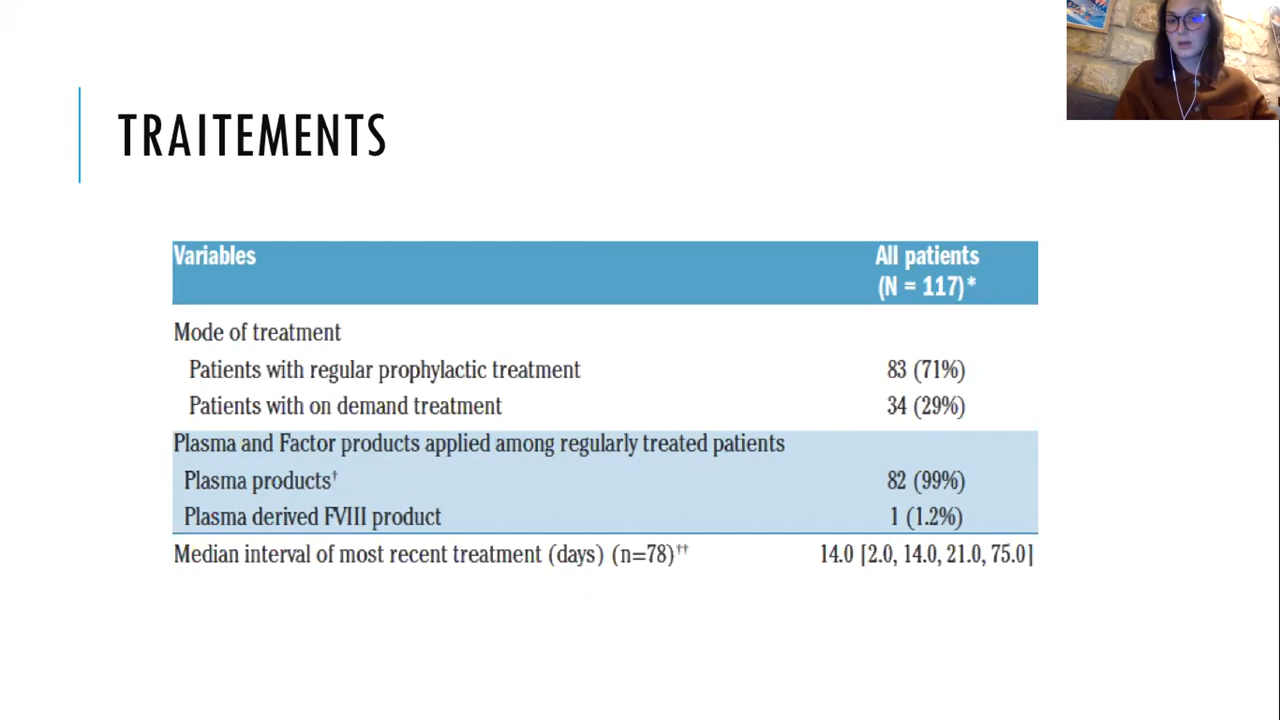 TRAITEMENTS
Variables All patients
(N = 117)*
Mode of treatment
Patients with regular prophylactic treatment 83 (71%)
Patients with on demand treatment 34 (29%)
Plasma and Factor products applied among regularly treated patients
Plasma products† 82 (99%)
Plasma derived FVIII product 1 (1.2%)
Median interval of most recent treatment (days) (n=78)†† 14.0 [2.0, 14.0, 21.0, 75.0]